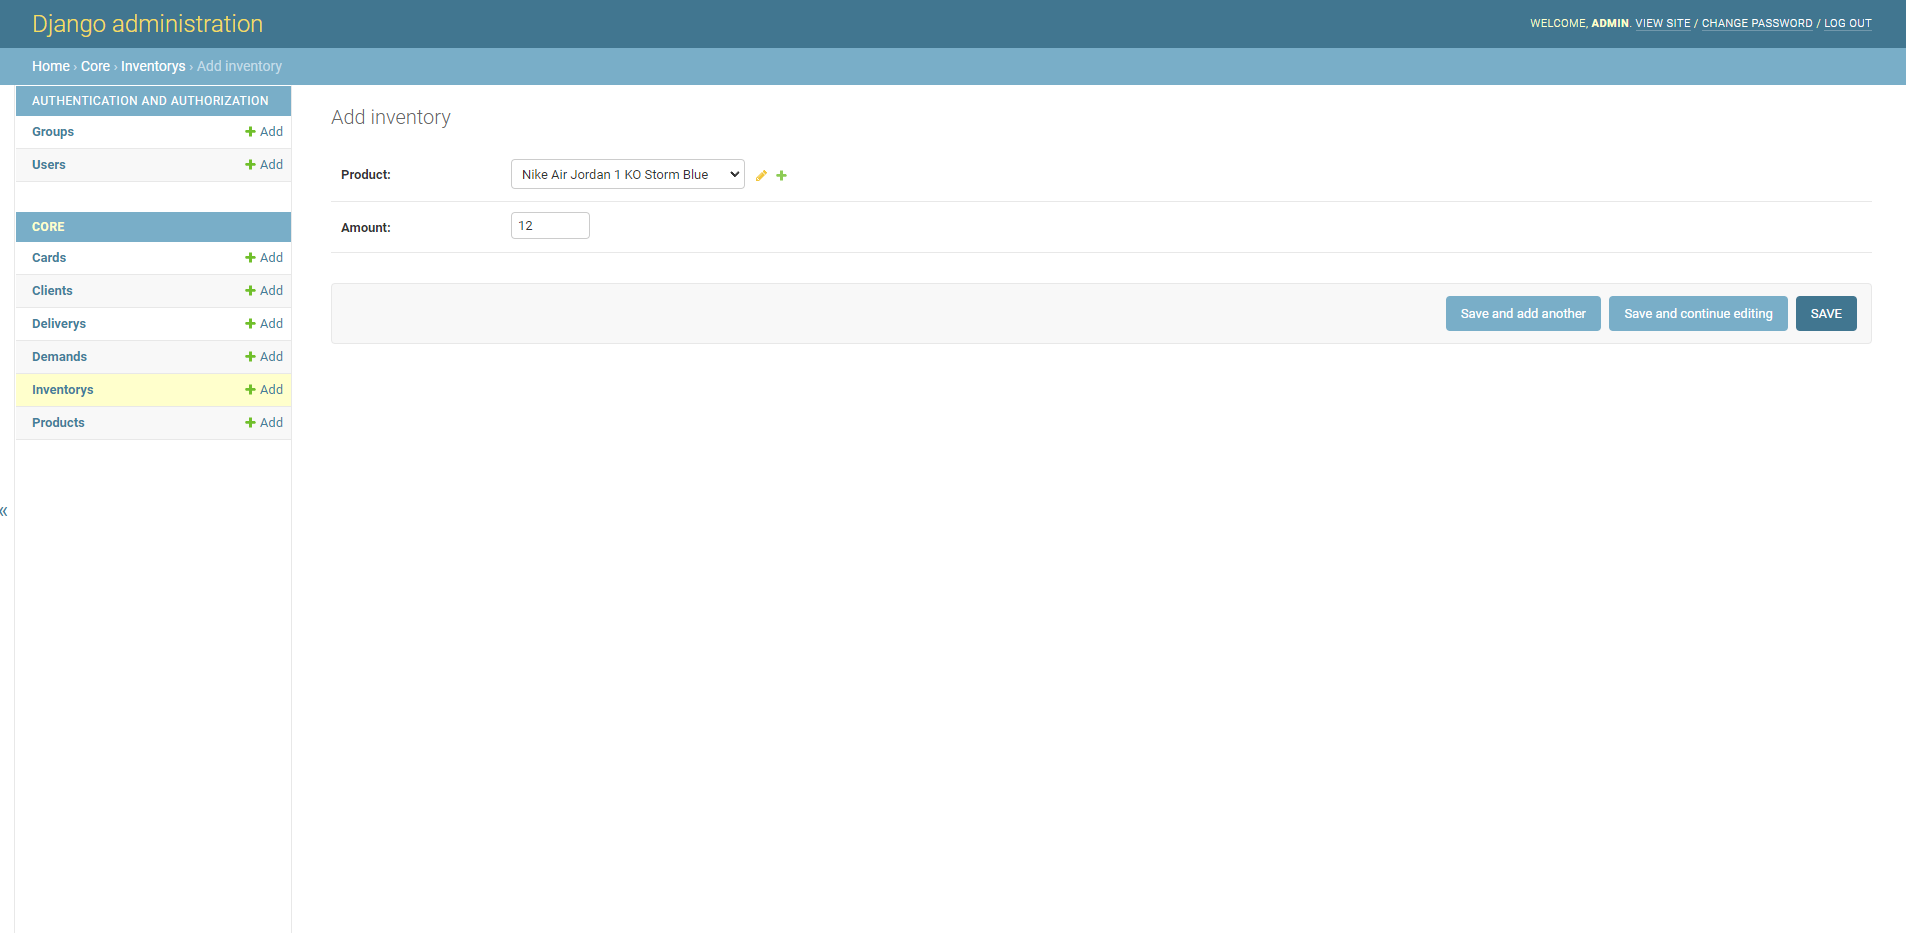 Django administration
WELCOME, ADMIN. VIEW SITE / CHANGE PASSWORD / LOG OUT
Home › Core › Inventorys › Add inventory
AUTHENTICATION AND AUTHORIZATION
Groups Add
Users Add
CORE
Cards Add
Clients Add
Deliverys Add
Demands Add
Inventorys Add
Products Add
«
Add inventory
Product: Nike Air Jordan 1 KO Storm Blue
Amount: 12
Save and add another Save and continue editing SAVE